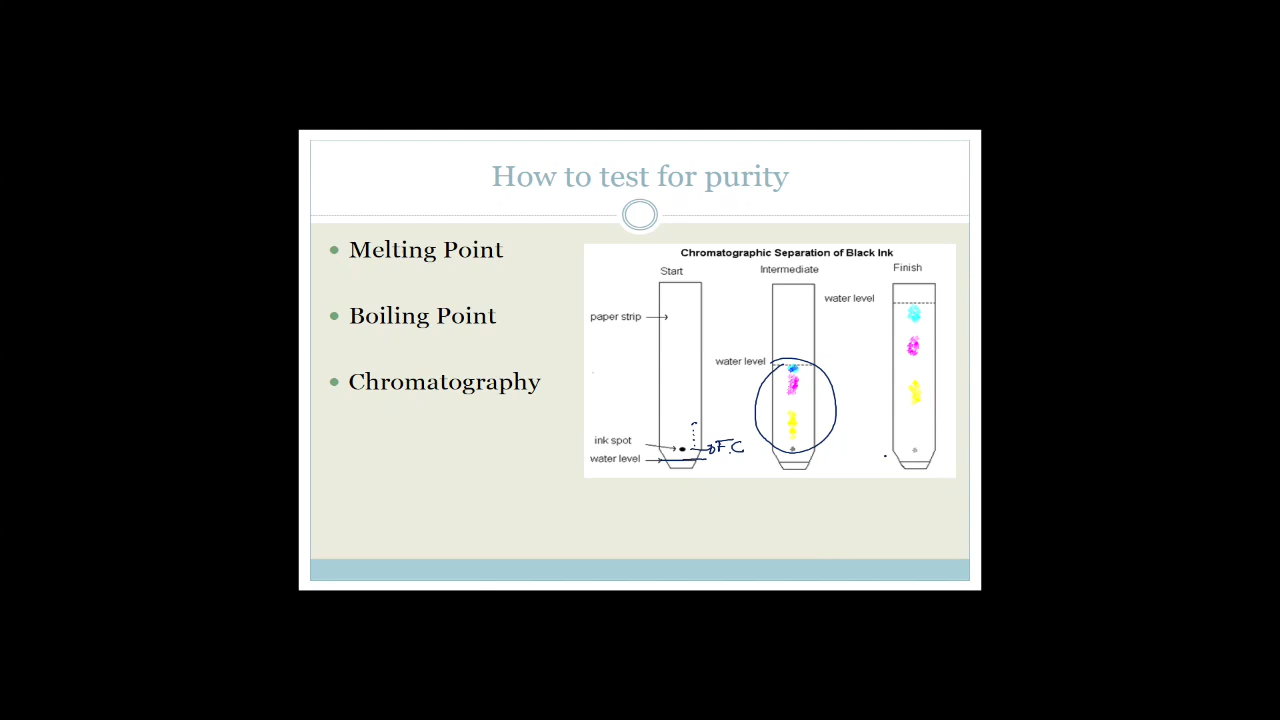 How to test for purity
Melting Point
Boiling Point
Chromatography
Chromatographic Separation of Black Ink
Start
Intermediate
Finish
paper strip
water level
water level
ink spot
water level
F.C